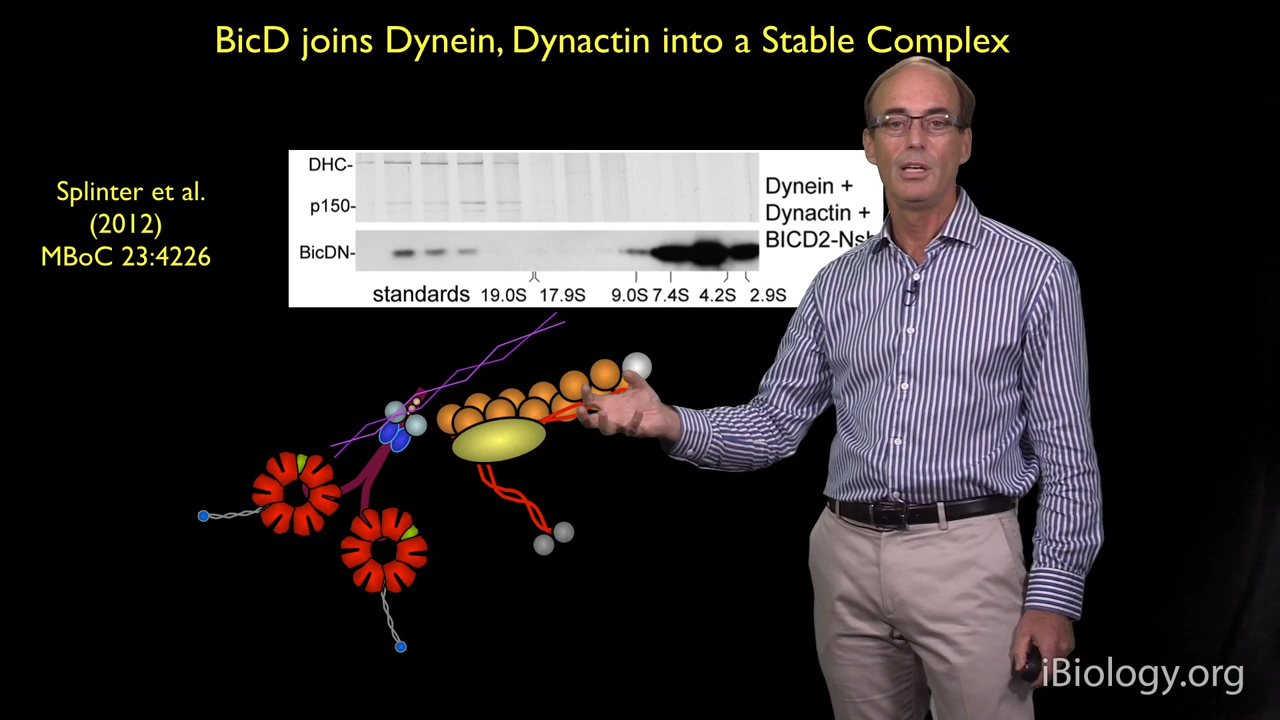 BicD joins Dynein, Dynactin into a Stable Complex
Splinter et al.
(2012)
MBoC 23:4226
DHC-
p150-
BicDN-
Dynein +
Dynactin +
standards 19.0S 17.9S 9.0S 7.4S 4.2S 2.9S
iBiology.org